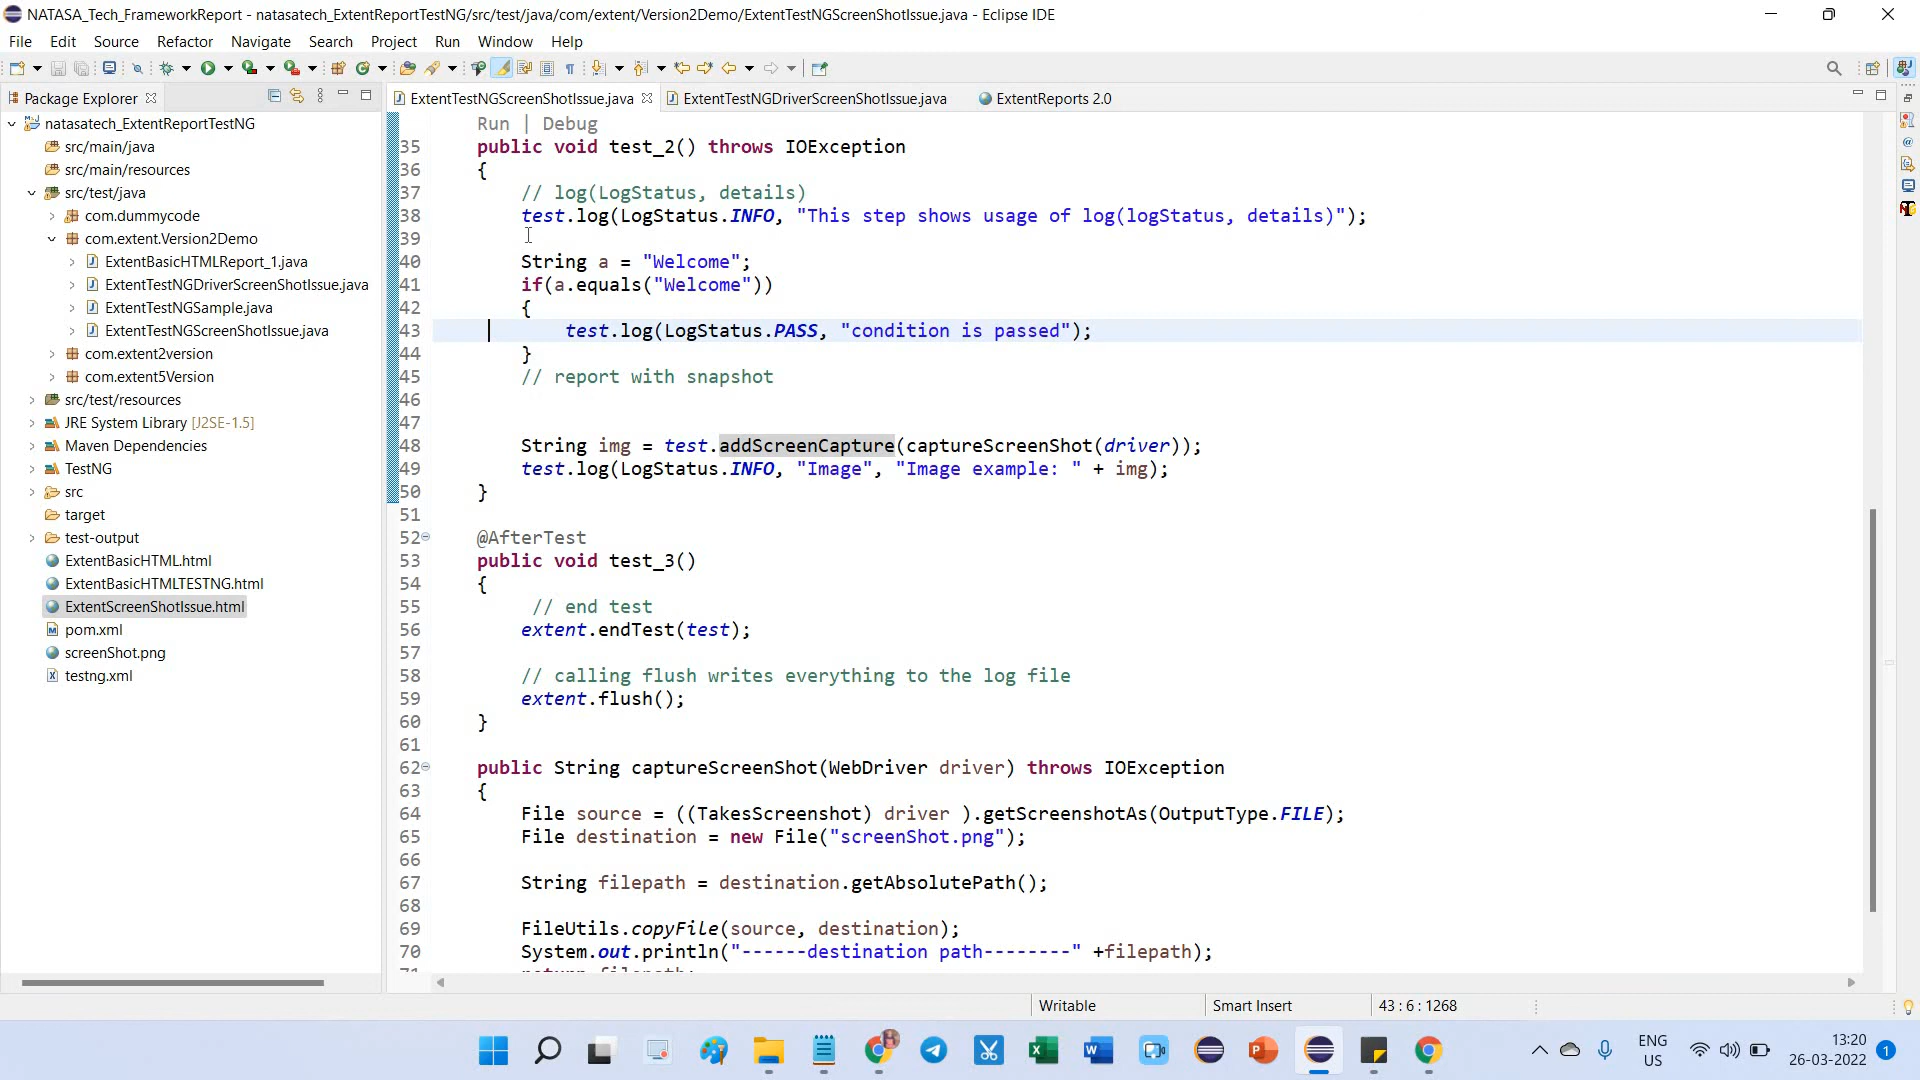 NATASA_Tech_FrameworkReport - natasatech_ExtentReportTestNG/src/test/java/com/extent/Version2Demo/ExtentTestNGScreenShotIssue.java - Eclipse IDE
File Edit Source Refactor Navigate Search Project Run Window Help
Package Explorer
ExtentTestNGScreenShotIssue.java ExtentTestNGDriverScreenShotIssue.java ExtentReports 2.0
natasatech_ExtentReportTestNG
src/main/java
src/main/resources
src/test/java
com.dummycode
com.extent.Version2Demo
ExtentBasicHTMLReport_1.java
ExtentTestNGDriverScreenShotIssue.java
ExtentTestNGSample.java
ExtentTestNGScreenShotIssue.java
com.extent2version
com.extent5Version
src/test/resources
JRE System Library [J2SE-1.5]
Maven Dependencies
TestNG
src
target
test-output
ExtentBasicHTML.html
ExtentBasicHTMLTESTNG.html
ExtentScreenShotIssue.html
pom.xml
screenShot.png
testng.xml
Run | Debug
35 public void test_2() throws IOException
36 {
37 // log(LogStatus, details)
38 test.log(LogStatus.INFO, "This step shows usage of log(logStatus, details)");
39
40 String a = "Welcome";
41 if(a.equals("Welcome"))
42 {
43 test.log(LogStatus.PASS, "condition is passed");
44 }
45 // report with snapshot
46
47
48 String img = test.addScreenCapture(captureScreenShot(driver));
49 test.log(LogStatus.INFO, "Image", "Image example: " + img);
50 }
51
52 @AfterTest
53 public void test_3()
54 {
55 // end test
56 extent.endTest(test);
57
58 // calling flush writes everything to the log file
59 extent.flush();
60 }
61
62 public String captureScreenShot(WebDriver driver) throws IOException
63 {
64 File source = ((TakesScreenshot) driver ).getScreenshotAs(OutputType.FILE);
65 File destination = new File("screenShot.png");
66
67 String filepath = destination.getAbsolutePath();
68
69 FileUtils.copyFile(source, destination);
70 System.out.println("------destination path--------" +filepath);
Writable Smart Insert 43 : 6 : 1268
ENG
US
13:20
26-03-2022
1